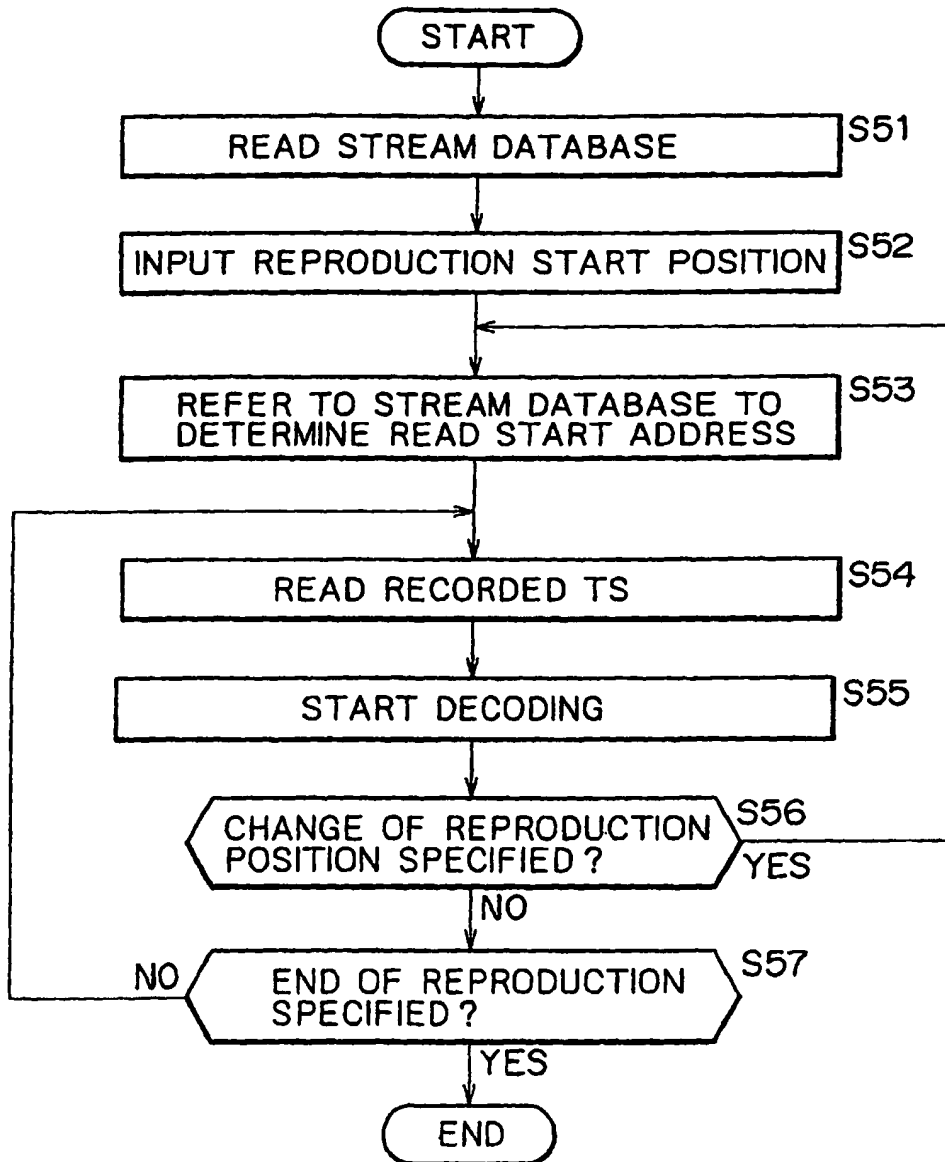 START
READ STREAM DATABASE
S51
INPUT REPRODUCTION START POSITION
S52
REFER TO STREAM DATABASE TO
DETERMINE READ START ADDRESS
S53
READ RECORDED TS
S54
START DECODING
S55
CHANGE OF REPRODUCTION
POSITION SPECIFIED?
S56
YES
NO
END OF REPRODUCTION
SPECIFIED?
S57
NO
YES
END